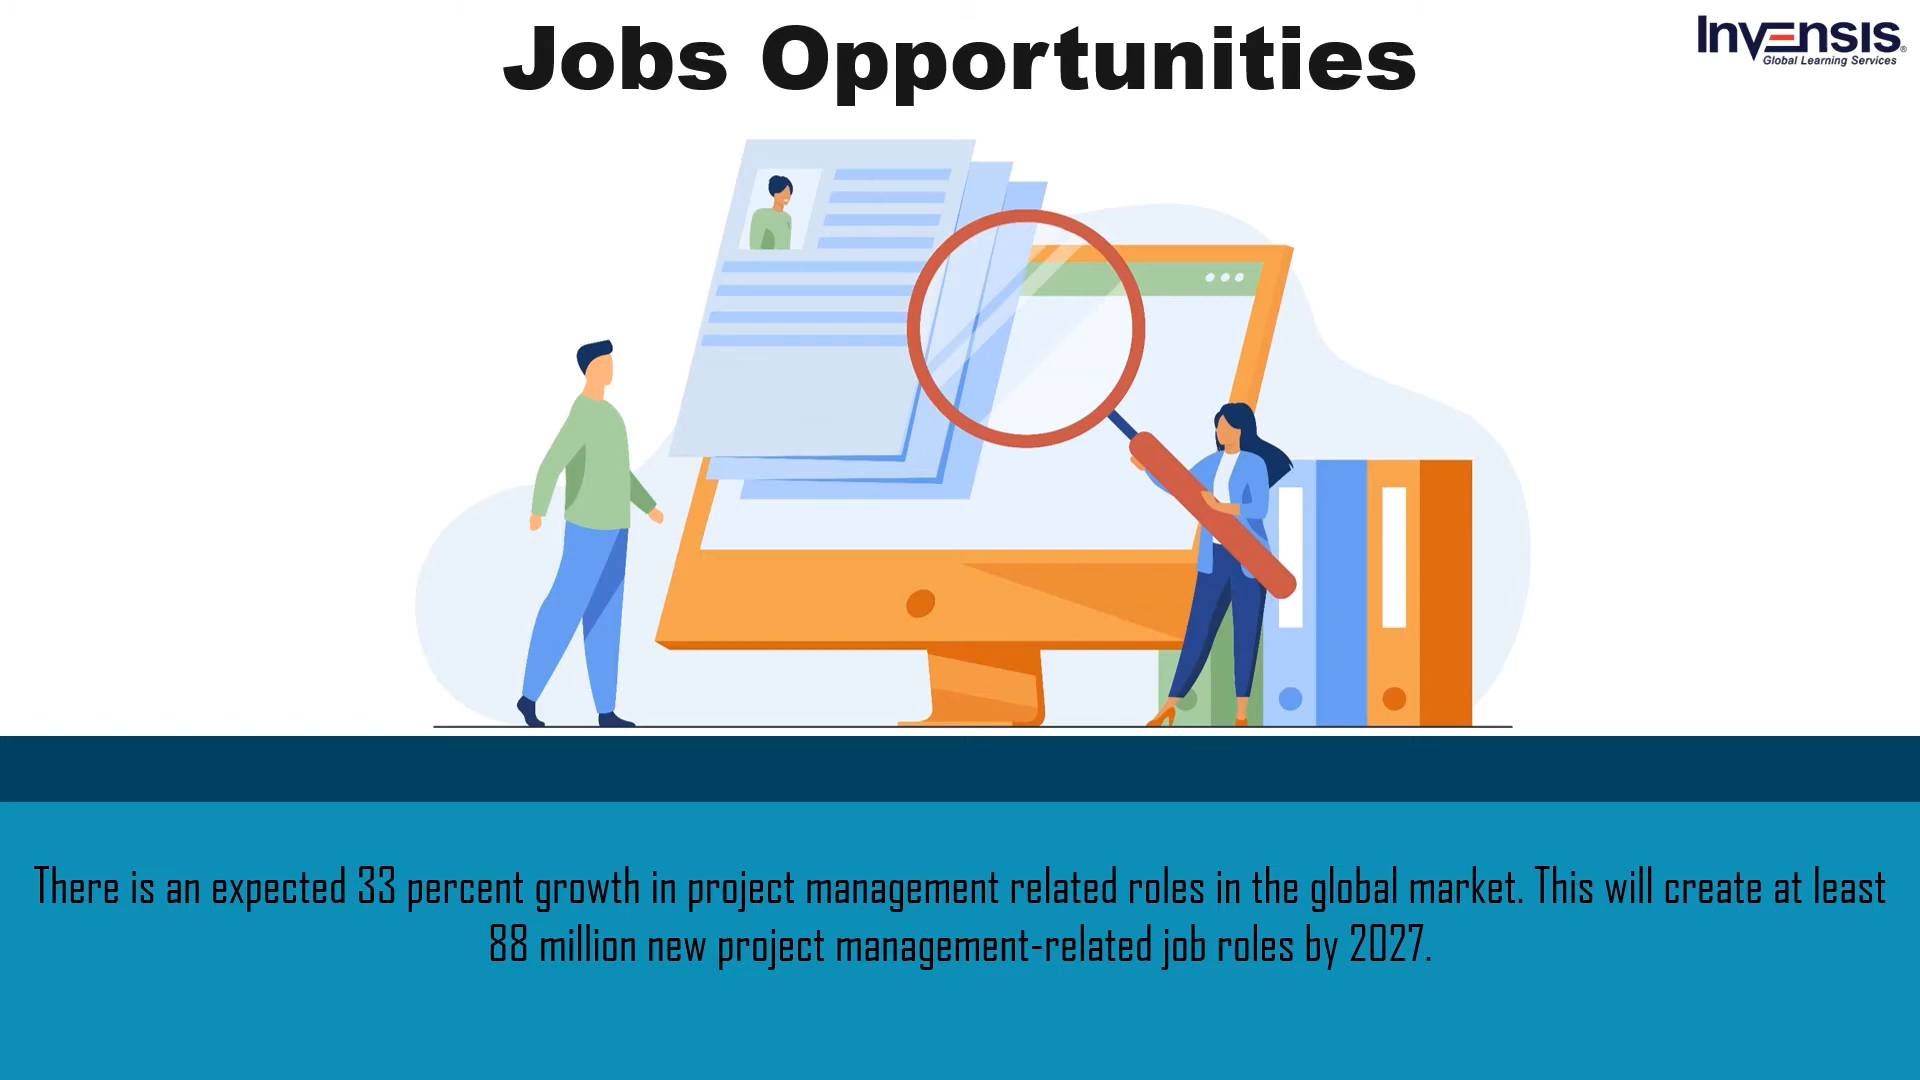 Jobs Opportunities
Invensis®
Global Learning Services
There is an expected 33 percent growth in project management related roles in the global market. This will create at least
88 million new project management-related job roles by 2027.